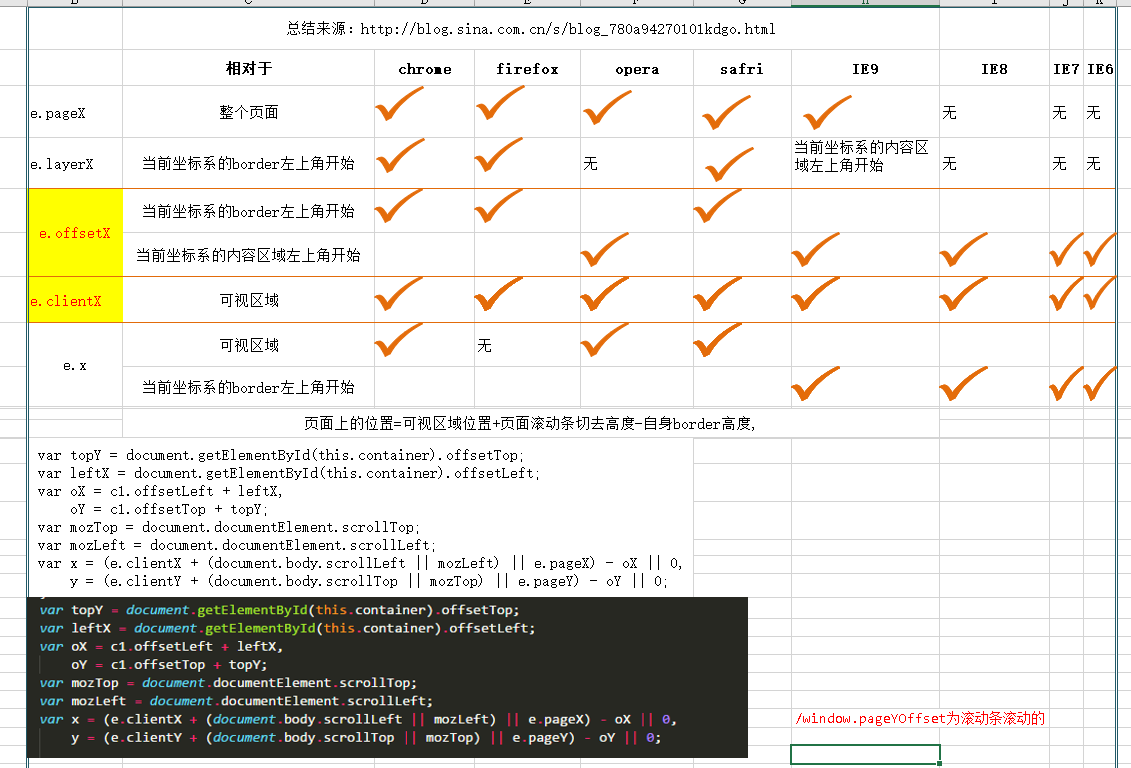 总结来源：http://blog.sina.com.cn/s/blog_780a94270101kdgo.html
相对于 chrome firefox opera safri IE9 IE8 IE7 IE6
e.pageX 整个页面 无 无 无
e.layerX 当前坐标系的border左上角开始 无 当前坐标系的内容区 无 无 无
域左上角开始
e.offsetX 当前坐标系的border左上角开始
当前坐标系的内容区域左上角开始
e.clientX 可视区域
e.x 可视区域 无
当前坐标系的border左上角开始
页面上的位置=可视区域位置+页面滚动条切去高度-自身border高度,
var topY = document.getElementById(this.container).offsetTop;
var leftX = document.getElementById(this.container).offsetLeft;
var oX = c1.offsetLeft + leftX,
oY = c1.offsetTop + topY;
var mozTop = document.documentElement.scrollTop;
var mozLeft = document.documentElement.scrollLeft;
var x = (e.clientX + (document.body.scrollLeft || mozLeft) || e.pageX) - oX || 0,
y = (e.clientY + (document.body.scrollTop || mozTop) || e.pageY) - oY || 0;
var topY = document.getElementById(this.container).offsetTop;
var leftX = document.getElementById(this.container).offsetLeft;
var oX = c1.offsetLeft + leftX,
oY = c1.offsetTop + topY;
var mozTop = document.documentElement.scrollTop;
var mozLeft = document.documentElement.scrollLeft;
var x = (e.clientX + (document.body.scrollLeft || mozLeft) || e.pageX) - oX || 0,
y = (e.clientY + (document.body.scrollTop || mozTop) || e.pageY) - oY || 0;
/window.pageYOffset为滚动条滚动的